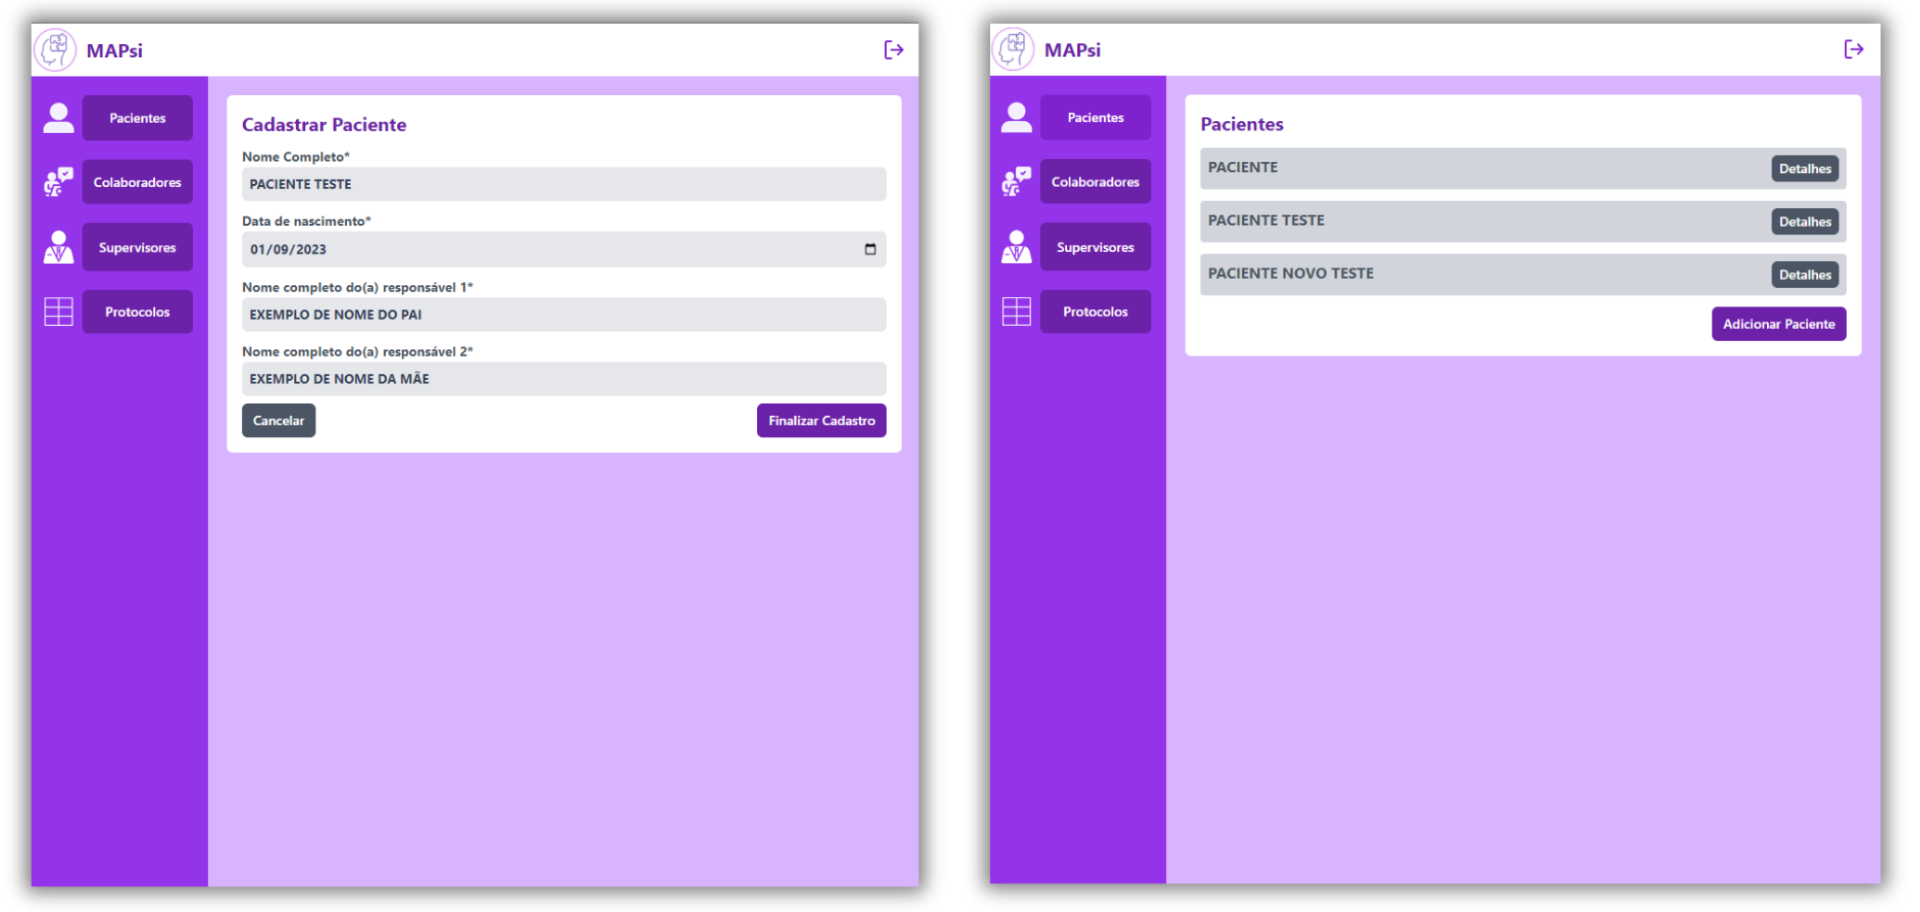 MAPsi
Pacientes
Colaboradores
Supervisores
Protocolos
Cadastrar Paciente
Nome Completo*
PACIENTE TESTE
Data de nascimento*
01/09/2023
Nome completo do(a) responsável 1*
EXEMPLO DE NOME DO PAI
Nome completo do(a) responsável 2*
EXEMPLO DE NOME DA MÃE
Cancelar
Finalizar Cadastro
MAPsi
Pacientes
Colaboradores
Supervisores
Protocolos
Pacientes
PACIENTE
Detalhes
PACIENTE TESTE
Detalhes
PACIENTE NOVO TESTE
Detalhes
Adicionar Paciente